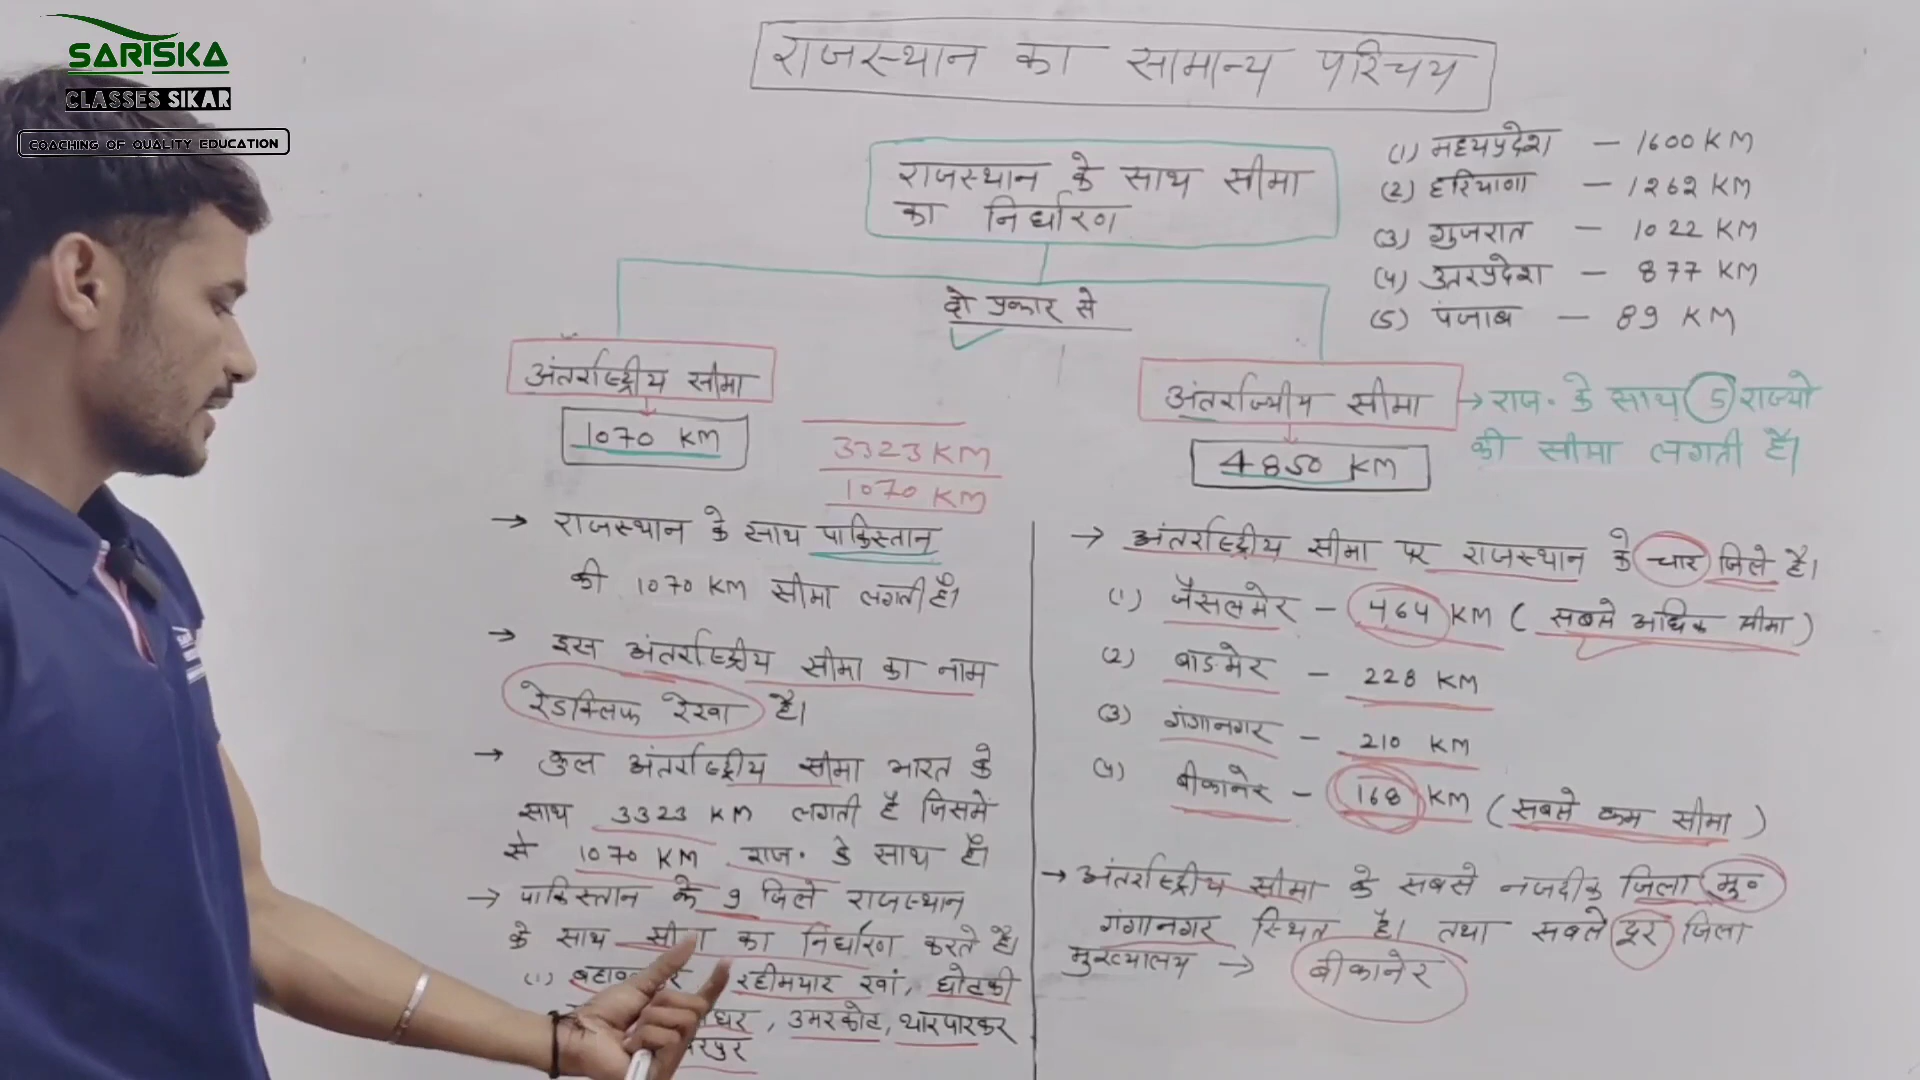 SARISKA
CLASSES SIKAR
COACHING OF QUALITY EDUCATION
राजस्थान का सामान्य परिचय
राजस्थान के साथ सीमा
का निर्धारण
दो प्रकार से
(1) मध्यप्रदेश – 1600 KM
(2) हरियाणा – 1262 KM
(3) गुजरात – 1022 KM
(4) उतरप्रदेश – 877 KM
(5) पंजाब – 89 KM
अंतर्राष्ट्रीय सीमा
1070 KM
3323 KM
1070 KM
→ राजस्थान के साथ पाकिस्तान
की 1070 KM सीमा लगती है।
→ इस अंतर्राष्ट्रीय सीमा का नाम
रेडक्लिफ रेखा है।
→ कुल अंतर्राष्ट्रीय सीमा भारत के
साथ 3323 KM लगती है जिसमें
से 1070 KM राज. के साथ है।
→ पाकिस्तान के 9 जिले राजस्थान
के साथ सीमा का निर्धारण करते है।
(1) रहीमयार खां, घोटकी
, उमरकोट, थारपारकर
अंतर्राज्यीय सीमा
4850 KM
→ राज. के साथ 5 राज्यो
की सीमा लगती है।
→ अंतर्राष्ट्रीय सीमा पर राजस्थान के चार जिले है।
(1) जैसलमेर – 464 KM (सबसे अधिक सीमा)
(2) बाडमेर – 228 KM
(3) गंगानगर – 210 KM
(4) बीकानेर – 168 KM (सबसे कम सीमा)
→ अंतर्राष्ट्रीय सीमा के सबसे नजदीक जिला मु०
गंगानगर स्थित है। तथा सबसे दूर जिला
मुख्यालय → बीकानेर